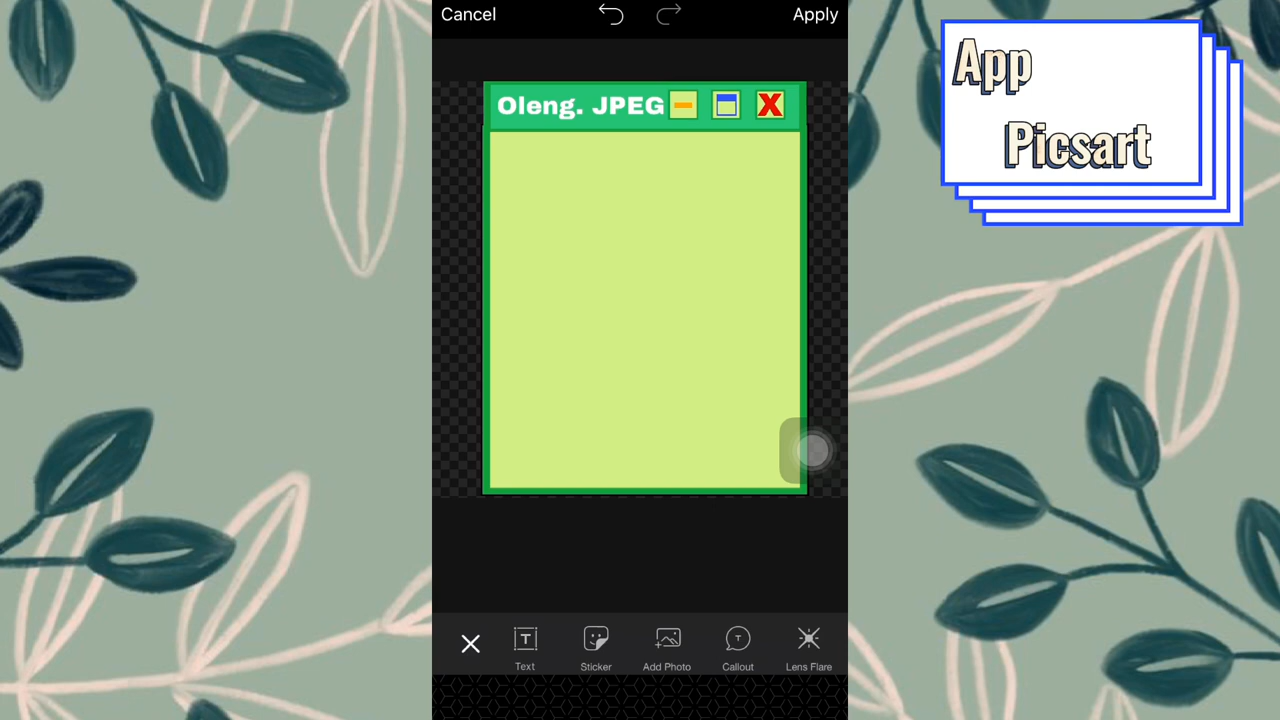 Cancel
Apply
App
Picsart
Oleng. JPEG
X
T
Text
Sticker
Add Photo
T
Callout
Lens Flare